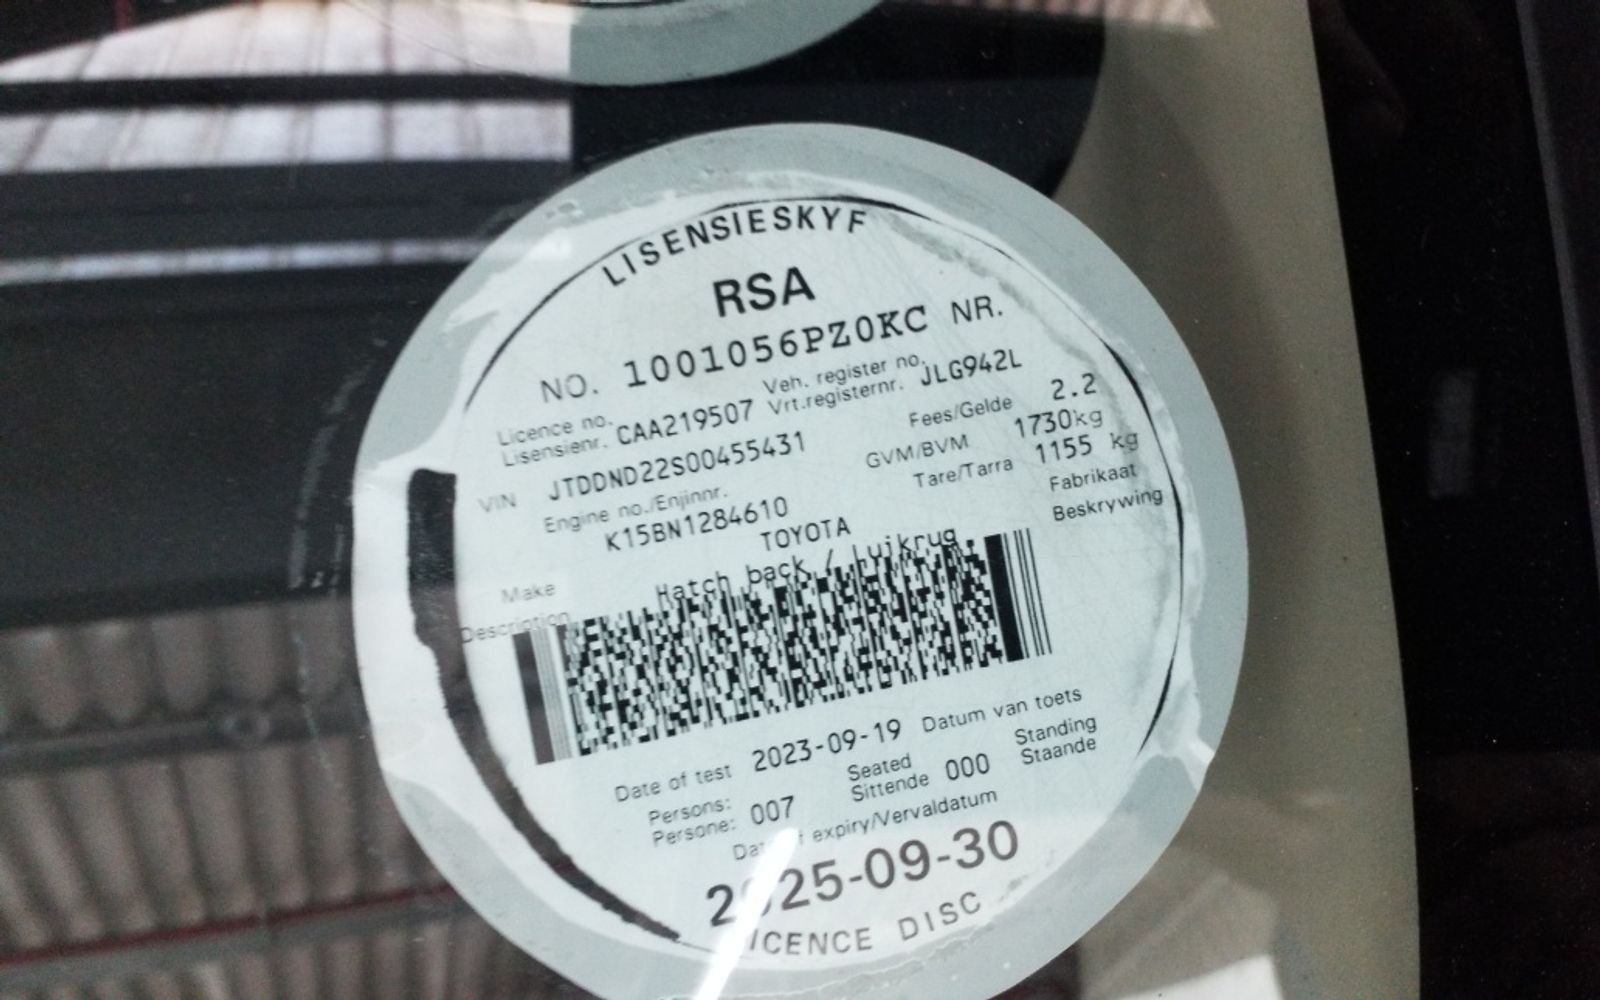 LISENSIESKYF
RSA
NO. 1001056PZ0KC NR.
Licence no. Veh. register no.
Lisensienr. CAA219507 Vrt.registernr. JLG942L
Fees/Gelde 2.2
VIN JTDDND22S00455431 GVM/BVM 1730kg
Engine no./Enjinnr. Tare/Tarra 1155 kg
K15BN1284610
Make TOYOTA Fabrikaat
Description Hatch back / Luikrug Beskrywing
Date of test 2023-09-19 Datum van toets
Persons: Seated Standing
Persone: 007 Sittende 000 Staande
expiry/Vervaldatum
2025-09-30
LICENCE DISC